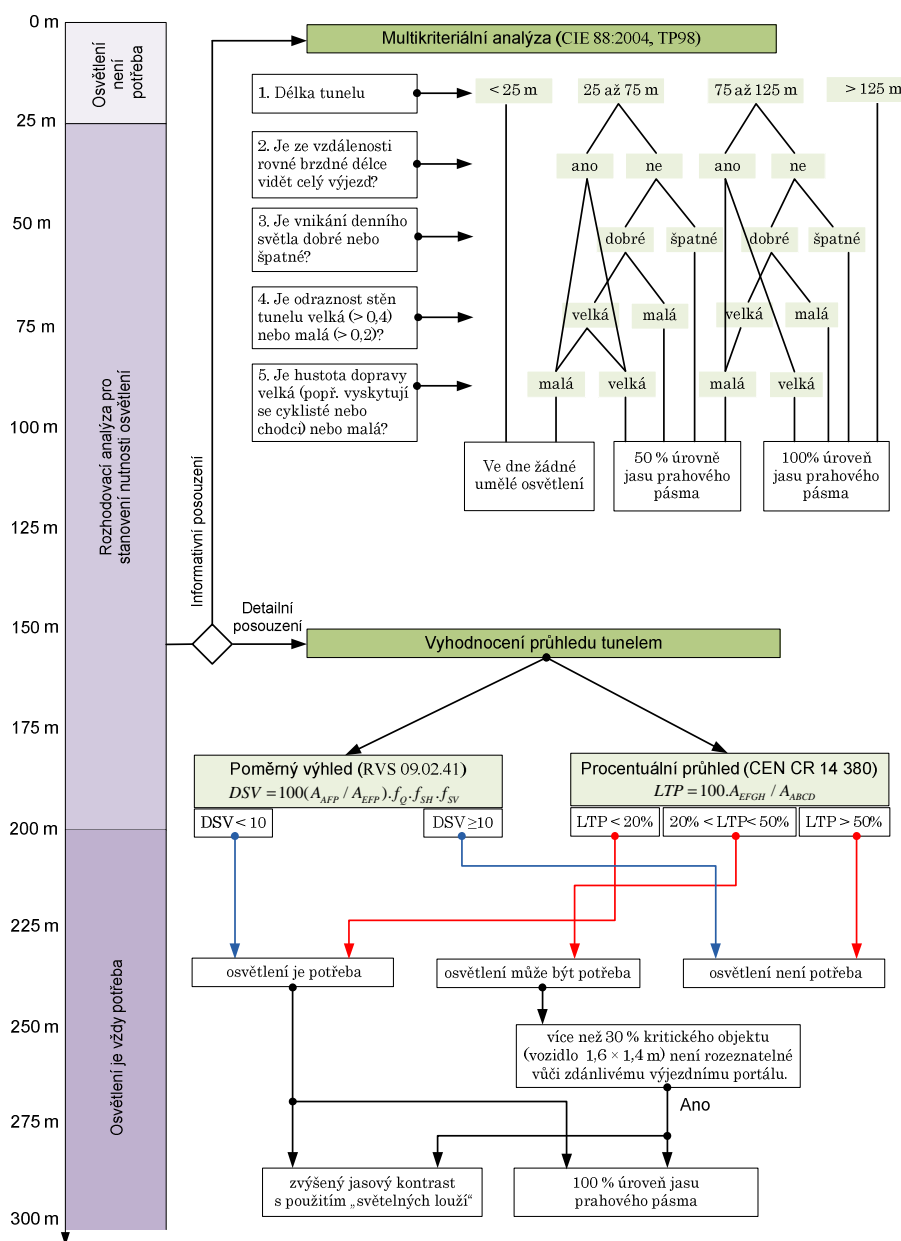 0 m
25 m
50 m
75 m
100 m
125 m
150 m
175 m
200 m
225 m
250 m
275 m
300 m
Osvětlení
není
potřeba
Rozhodovací analýza pro
stanovení nutnosti osvětlení
Osvětlení je vždy potřeba
Informativní posouzení
Detailní
posouzení
Multikriteriální analýza (CIE 88:2004, TP98)
1. Délka tunelu
< 25 m
25 až 75 m
75 až 125 m
> 125 m
2. Je ze vzdálenosti
rovné brzdné délce
vidět celý výjezd?
ano
ne
ano
ne
3. Je vnikání denního
světla dobré nebo
špatné?
dobré
špatné
dobré
špatné
4. Je odraznost stěn
tunelu velká (> 0,4)
nebo malá (> 0,2)?
velká
malá
velká
malá
5. Je hustota dopravy
velká (popř. vyskytují
se cyklisté nebo
chodci) nebo malá?
malá
velká
malá
velká
Ve dne žádné
umělé osvětlení
50 % úrovně
jasu prahového
pásma
100% úroveň
jasu prahového
pásma
Vyhodnocení průhledu tunelem
Poměrný výhled (RVS 09.02.41)
DSV = 100(A_AFP / A_EFP).f_Q.f_SH.f_SV
DSV < 10
DSV ≥10
Procentuální průhled (CEN CR 14 380)
LTP = 100.A_EFGH / A_ABCD
LTP < 20%
20% < LTP< 50%
LTP > 50%
osvětlení je potřeba
osvětlení může být potřeba
osvětlení není potřeba
více než 30 % kritického objektu
(vozidlo 1,6 × 1,4 m) není rozeznatelné
vůči zdánlivému výjezdnímu portálu.
Ano
zvýšený jasový kontrast
s použitím „světelných louží“
100 % úroveň jasu
prahového pásma